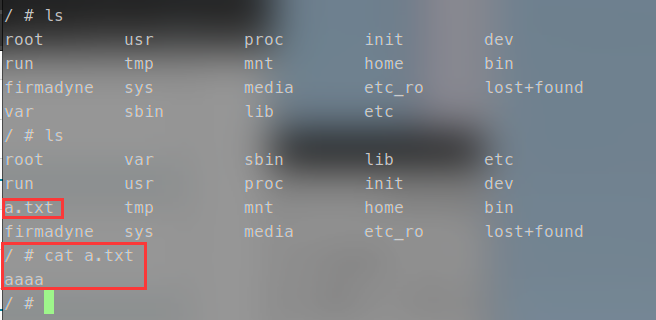 / # ls
root usr proc init dev
run tmp mnt home bin
firmadyne sys media etc_ro lost+found
var sbin lib etc
/ # ls
root var sbin lib etc
run usr proc init dev
a.txt tmp mnt home bin
firmadyne sys media etc_ro lost+found
/ # cat a.txt
aaaa
/ #